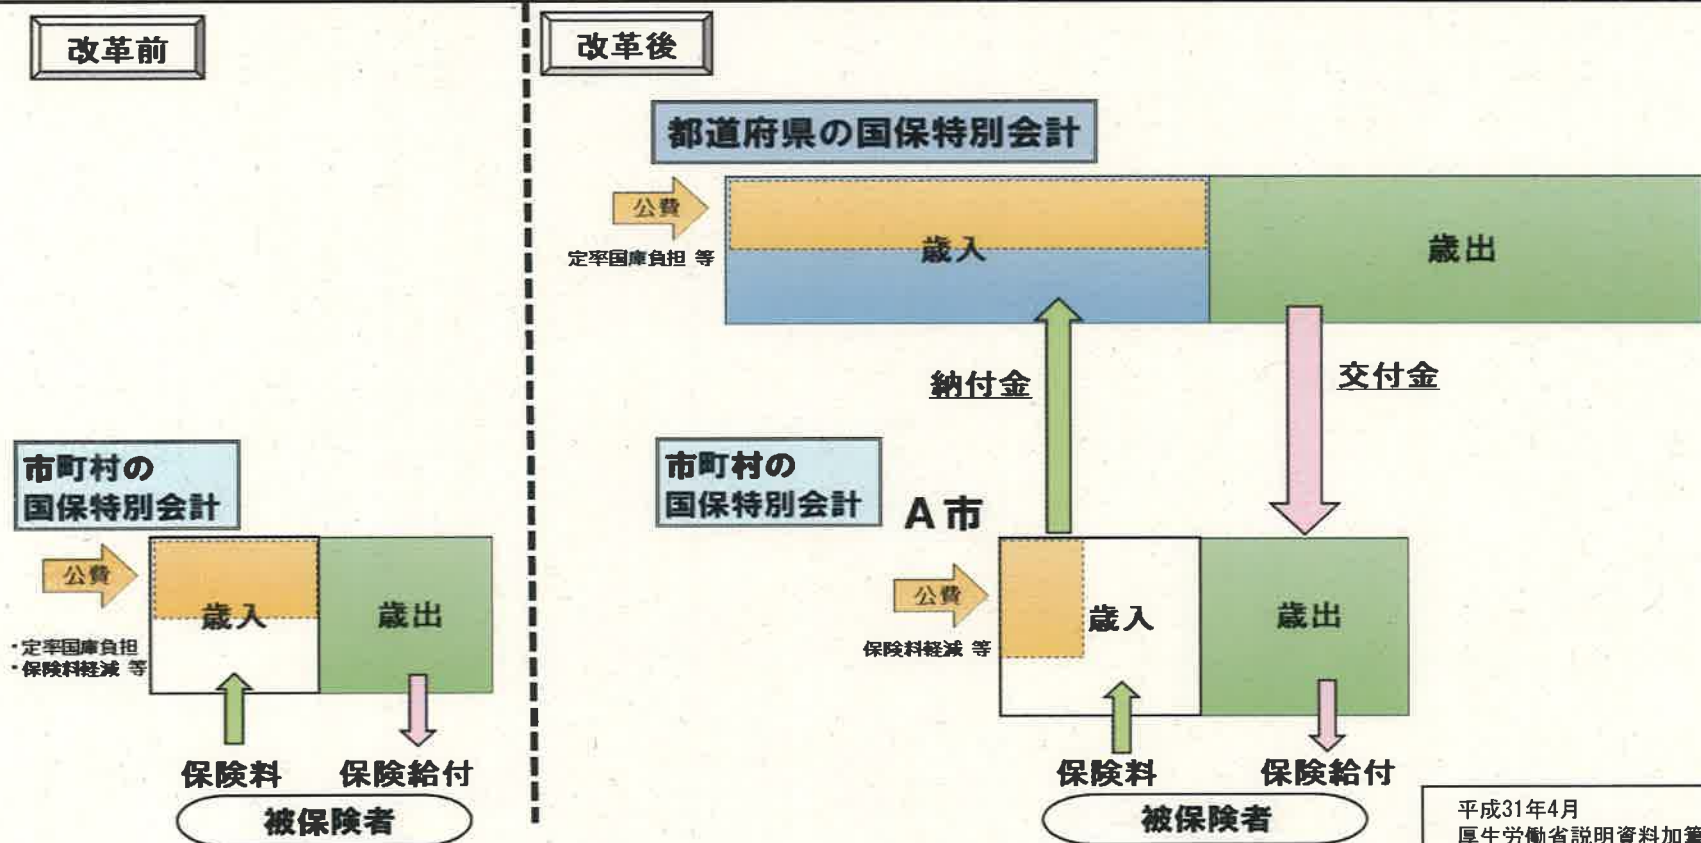 改革前
市町村の
国保特別会計
公費
・定率国庫負担
・保険料軽減 等
歳入
歳出
保険料
保険給付
被保険者
改革後
都道府県の国保特別会計
公費
定率国庫負担 等
歳入
歳出
納付金
交付金
市町村の
国保特別会計
A市
公費
保険料軽減 等
歳入
歳出
保険料
保険給付
被保険者
平成31年4月
厚生労働省説明資料加筆